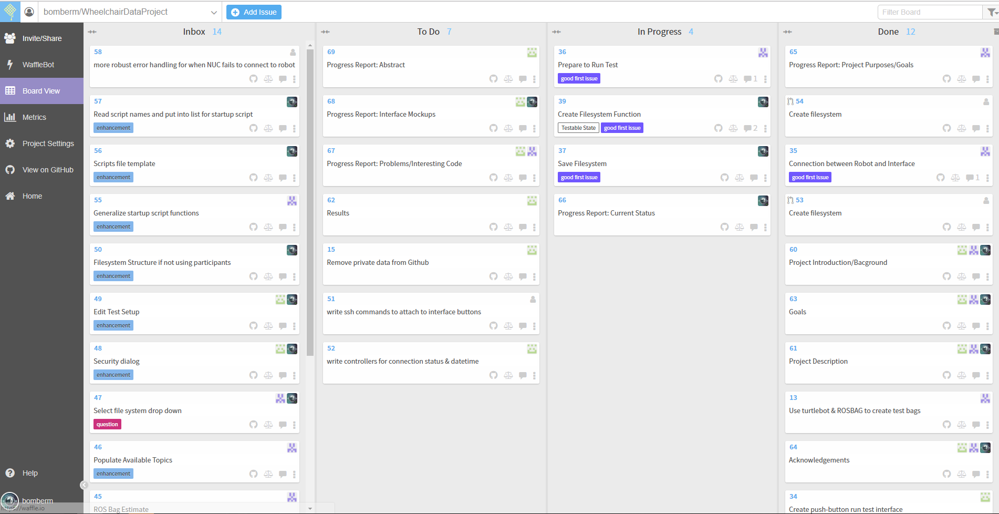 bomberm/WheelchairDataProject
Add Issue
Filter Board
Invite/Share
WaffleBot
Board View
Metrics
Project Settings
View on GitHub
Home
Help
bomberm
https://waffle.io
Inbox 14
58
more robust error handling for when NUC fails to connect to robot
57
Read script names and put into list for startup script
enhancement
56
Scripts file template
enhancement
55
Generalize startup script functions
enhancement
50
Filesystem Structure if not using participants
enhancement
49
Edit Test Setup
enhancement
48
Security dialog
enhancement
47
Select file system drop down
question
46
Populate Available Topics
enhancement
45
ROS Bag Estimate
To Do 7
69
Progress Report: Abstract
68
Progress Report: Interface Mockups
67
Progress Report: Problems/Interesting Code
62
Results
15
Remove private data from Github
51
write ssh commands to attach to interface buttons
52
write controllers for connection status & datetime
In Progress 4
36
Prepare to Run Test
good first issue
1
39
Create Filesystem Function
Testable State good first issue
2
37
Save Filesystem
good first issue
66
Progress Report: Current Status
Done 12
65
Progress Report: Project Purposes/Goals
54
Create filesystem
35
Connection between Robot and Interface
good first issue
1
53
Create filesystem
60
Project Introduction/Bacground
63
Goals
61
Project Description
13
Use turtlebot & ROSBAG to create test bags
64
Acknowledgements
34
Create push-button run test interface